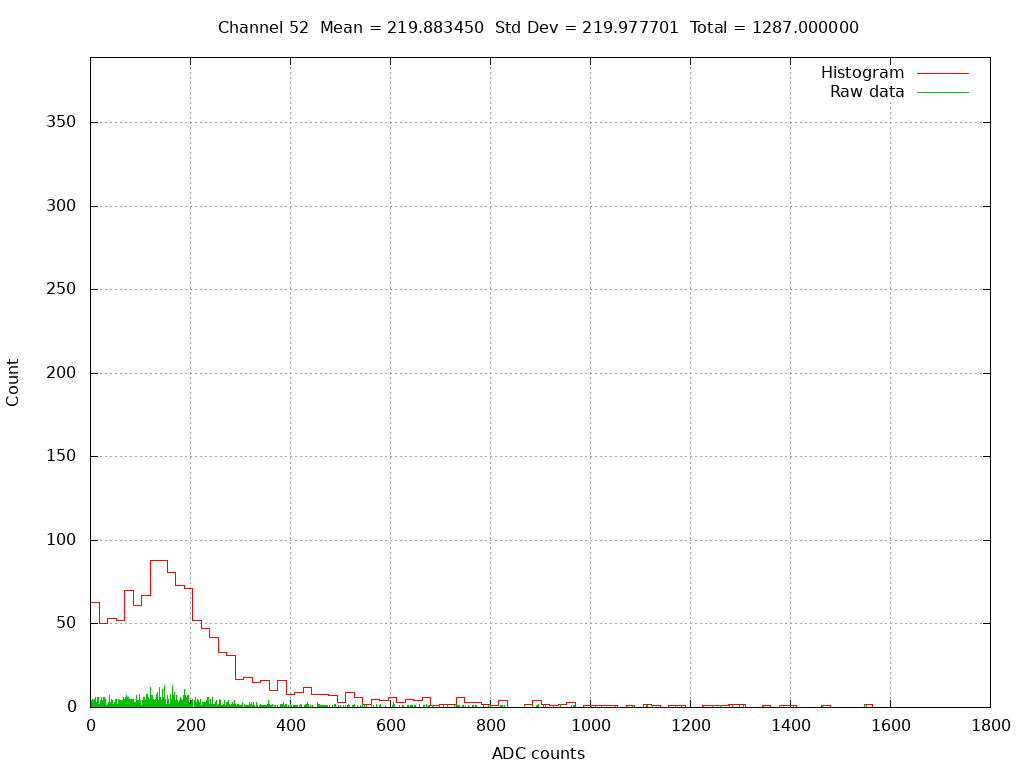 Channel 52  Mean = 219.883450  Std Dev = 219.977701  Total = 1287.000000
Histogram
Raw data
350
300
250
200
150
100
50
0
Count
0 200 400 600 800 1000 1200 1400 1600 1800
ADC counts